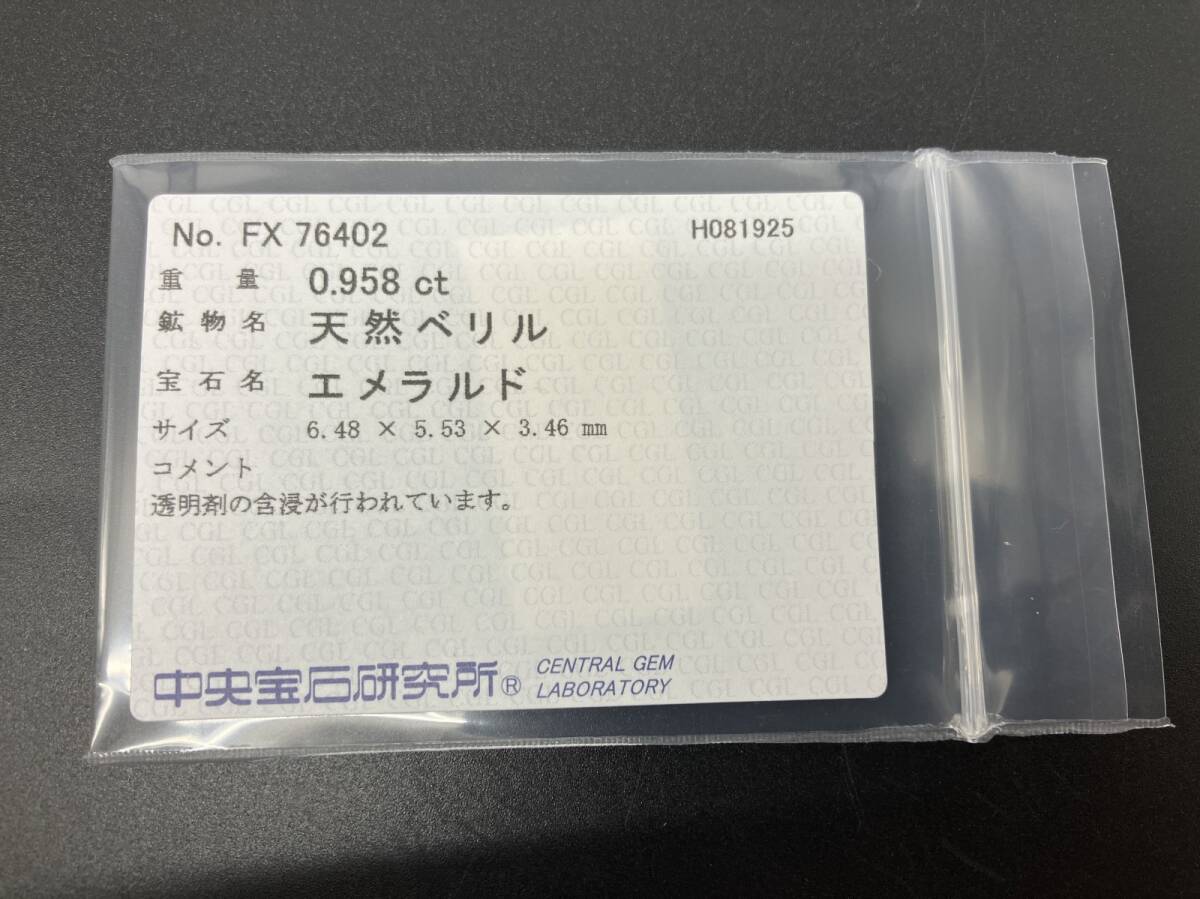 No. FX 76402 H081925
重量 0.958 ct
鉱物名 天然ベリル
宝石名 エメラルド
サイズ 6.48 × 5.53 × 3.46 mm
コメント
透明剤の含浸が行われています。
中央宝石研究所® CENTRAL GEM
LABORATORY